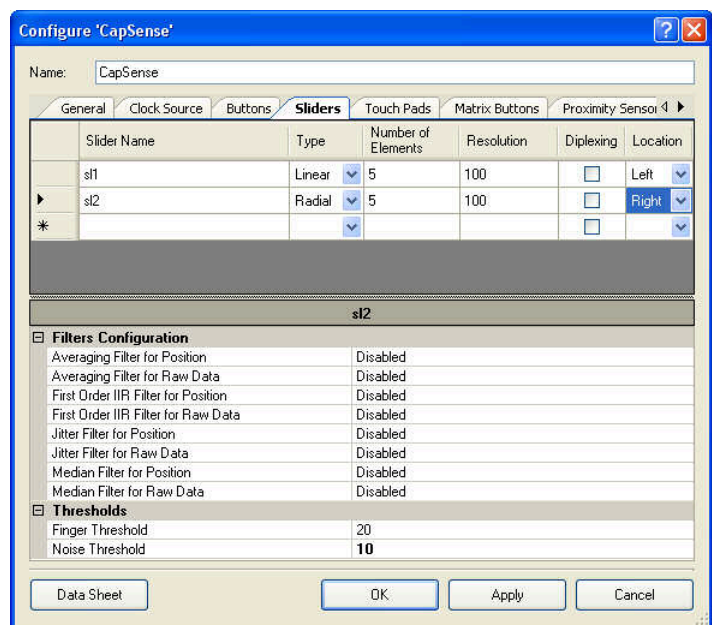 Configure 'CapSense'
Name: CapSense
General Clock Source Buttons Sliders Touch Pads Matrix Buttons Proximity Sensor
Slider Name Type Number of Elements Resolution Diplexing Location
sl1 Linear 5 100 Left
sl2 Radial 5 100 Right
sl2
Filters Configuration
Averaging Filter for Position Disabled
Averaging Filter for Raw Data Disabled
First Order IIR Filter for Position Disabled
First Order IIR Filter for Raw Data Disabled
Jitter Filter for Position Disabled
Jitter Filter for Raw Data Disabled
Median Filter for Position Disabled
Median Filter for Raw Data Disabled
Thresholds
Finger Threshold 20
Noise Threshold 10
Data Sheet OK Apply Cancel